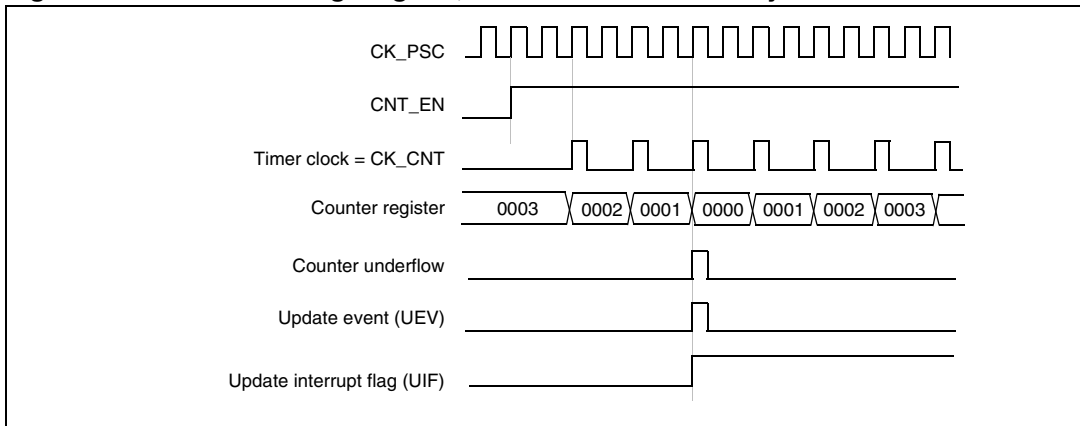 CK_PSC
CNT_EN
Timer clock = CK_CNT
Counter register 0003 0002 0001 0000 0001 0002 0003
Counter underflow
Update event (UEV)
Update interrupt flag (UIF)